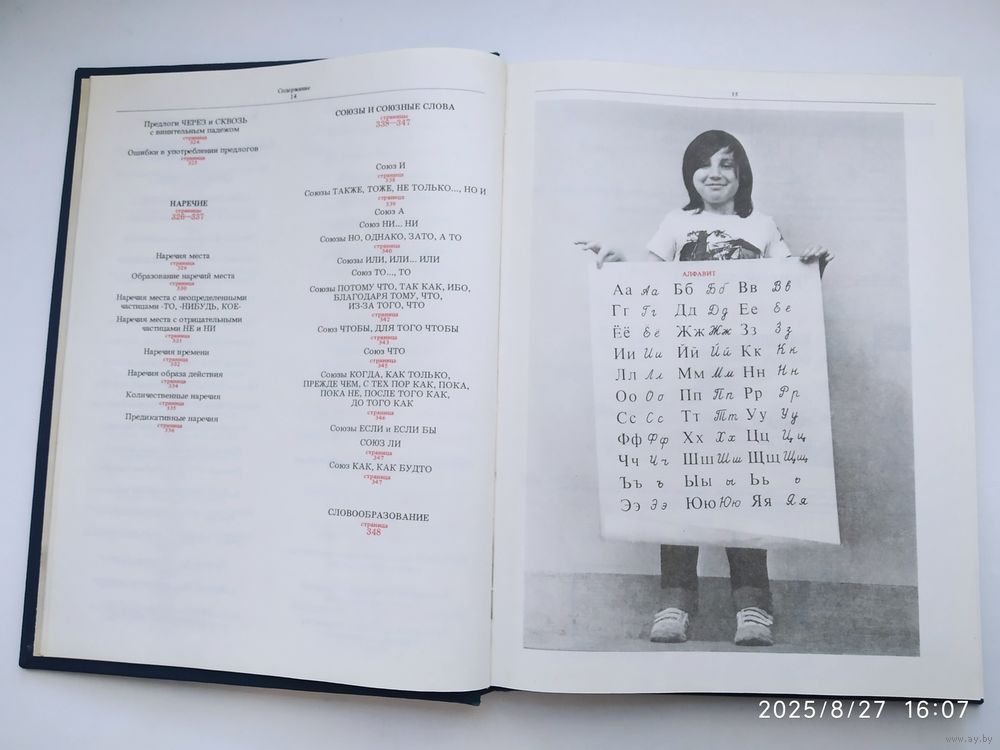 Содержание
14
Предлоги ЧЕРЕЗ и СКВОЗЬ
с винительным падежом
страница
324
Ошибки в употреблении предлогов
страница
325
НАРЕЧИЕ
страницы
326—337
Наречия места
страница
329
Образование наречий места
страница
330
Наречия места с неопределенными
частицами -ТО, -НИБУДЬ, КОЕ-
Наречия места с отрицательными
частицами НЕ и НИ
страница
331
Наречия времени
страница
332
Наречия образа действия
страница
334
Количественные наречия
страница
335
Предикативные наречия
страница
336
СОЮЗЫ И СОЮЗНЫЕ СЛОВА
страницы
338—347
Союз И
страница
338
Союзы ТАКЖЕ, ТОЖЕ, НЕ ТОЛЬКО..., НО И
страница
339
Союз А
Союз НИ... НИ
Союзы НО, ОДНАКО, ЗАТО, А ТО
страница
340
Союзы ИЛИ, ИЛИ... ИЛИ
Союз ТО..., ТО
Союзы ПОТОМУ ЧТО, ТАК КАК, ИБО,
БЛАГОДАРЯ ТОМУ, ЧТО,
ИЗ-ЗА ТОГО, ЧТО
страница
342
Союзы ЧТОБЫ, ДЛЯ ТОГО ЧТОБЫ
страница
343
Союз ЧТО
страница
345
Союзы КОГДА, КАК ТОЛЬКО,
ПРЕЖДЕ ЧЕМ, С ТЕХ ПОР КАК, ПОКА,
ПОКА НЕ, ПОСЛЕ ТОГО КАК,
ДО ТОГО КАК
страница
346
Союзы ЕСЛИ и ЕСЛИ БЫ
СОЮЗ ЛИ
страница
347
Союз КАК, КАК БУДТО
страница
347
СЛОВООБРАЗОВАНИЕ
страница
348
15
АЛФАВИТ
Аа Аа Бб Бб Вв Вв
Гг Гг Дд Дд Ее Ее
Ёё Ёё Жж Жж Зз Зз
Ии Ии Йй Йй Кк Кк
Лл Лл Мм Мм Нн Нн
Оо Оо Пп Пп Рр Рр
Сс Сс Тт Тт Уу Уу
Фф Фф Хх Хх Цц Цц
Чч Чч Шш Шш Щщ Щщ
Ъъ ъ Ыы ы Ьь ь
Ээ Ээ Юю Юю Яя Яя
2025/8/27 16:07
www.ay.by